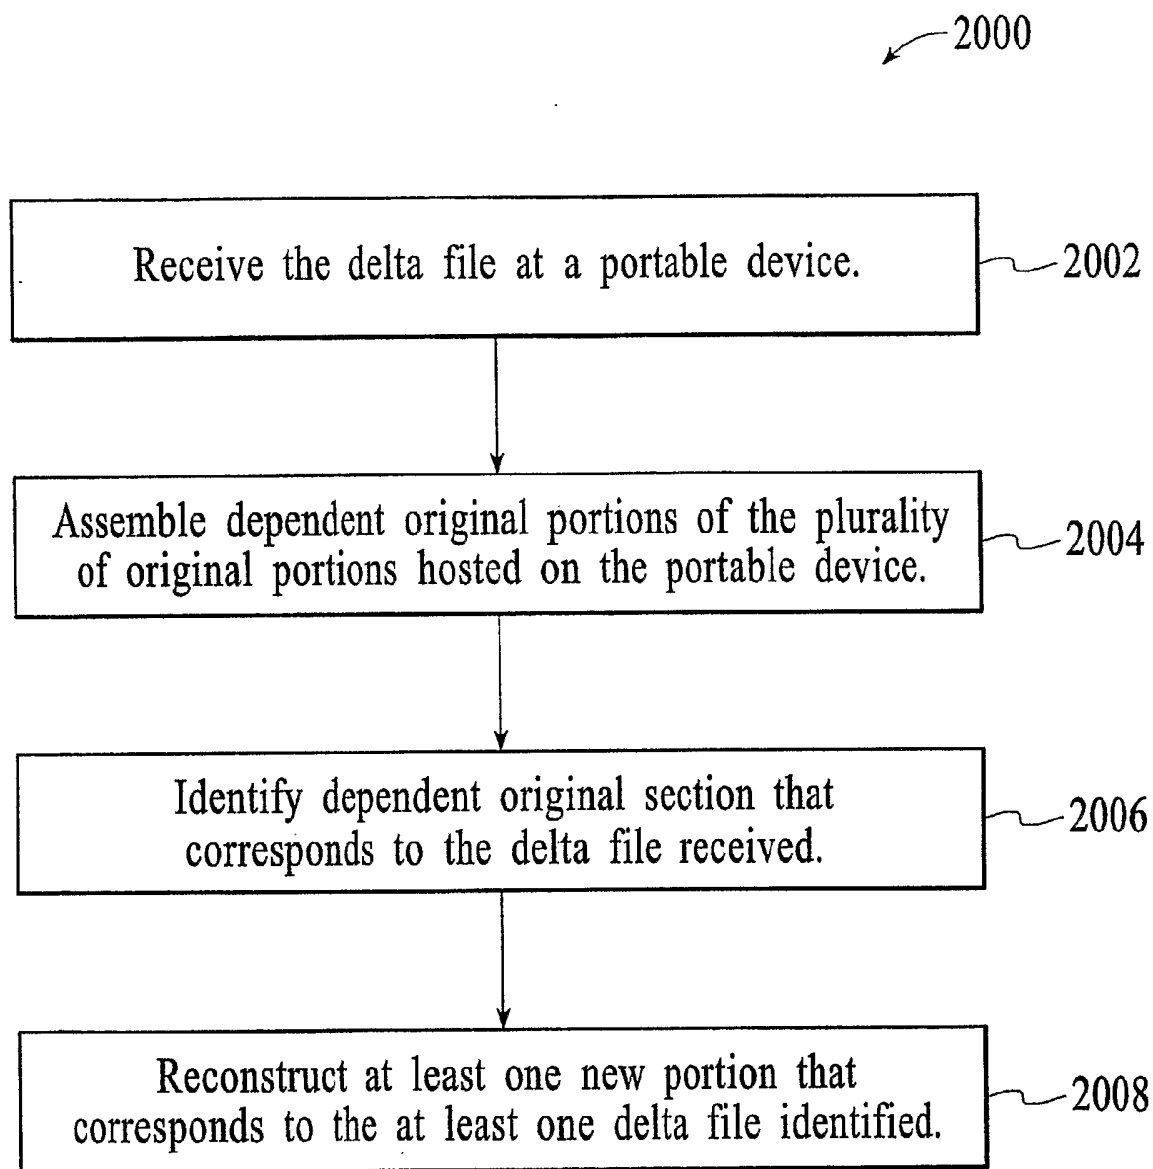 2000
Receive the delta file at a portable device.
2002
Assemble dependent original portions of the plurality
of original portions hosted on the portable device.
2004
Identify dependent original section that
corresponds to the delta file received.
2006
Reconstruct at least one new portion that
corresponds to the at least one delta file identified.
2008